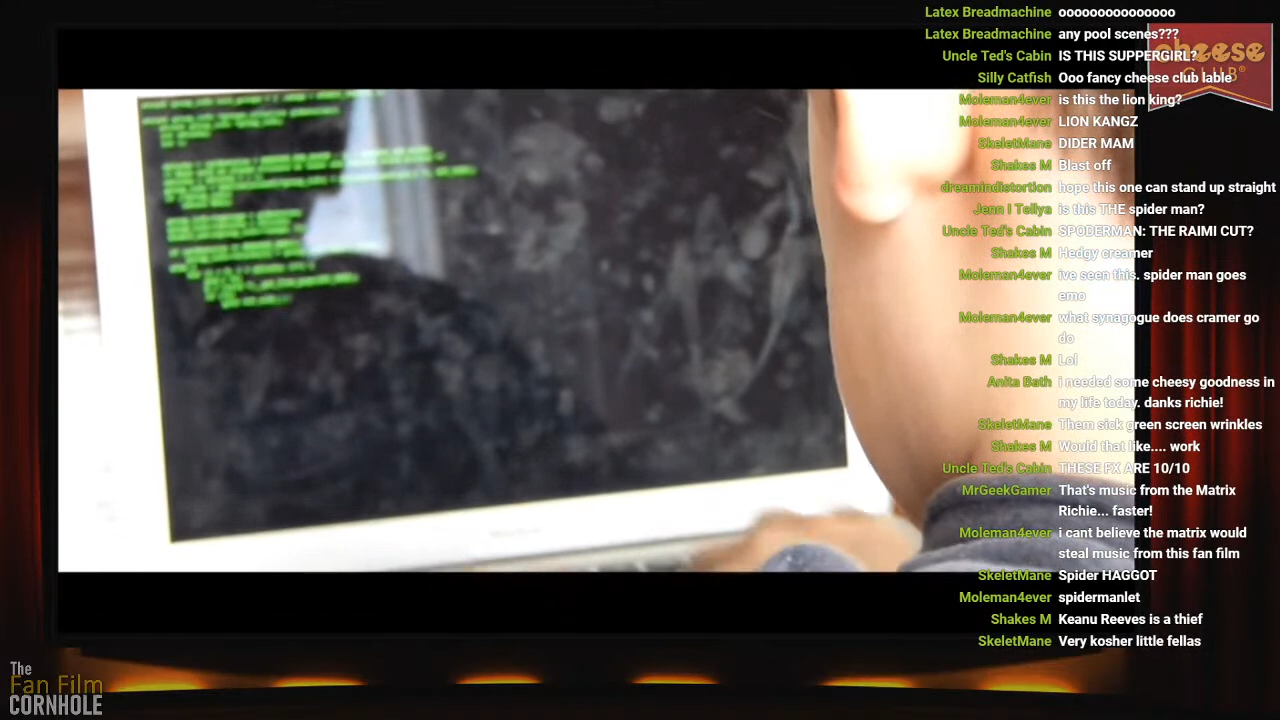 Latex Breadmachine ooooooooooooooo
Latex Breadmachine any pool scenes???
Uncle Ted's Cabin IS THIS SUPPERGIRL?
Silly Catfish Ooo fancy cheese club lable
Moleman4ever is this the lion king?
Moleman4ever LION KANGZ
SkeletMane DIDER MAM
Shakes M Blast off
dreamindistortion hope this one can stand up straight
Jenn I Tellya is this THE spider man?
Uncle Ted's Cabin SPODERMAN: THE RAIMI CUT?
Shakes M Hedgy creamer
Moleman4ever ive seen this. spider man goes
emo
Moleman4ever what synagogue does cramer go
do
Shakes M Lol
Anita Bath i needed some cheesy goodness in
my life today. danks richie!
SkeletMane Them sick green screen wrinkles
Shakes M Would that like.... work
Uncle Ted's Cabin THESE FX ARE 10/10
MrGeekGamer That's music from the Matrix
Richie... faster!
Moleman4ever i cant believe the matrix would
steal music from this fan film
SkeletMane Spider HAGGOT
Moleman4ever spidermanlet
Shakes M Keanu Reeves is a thief
SkeletMane Very kosher little fellas
cheese
CLUB®
The
Fan Film
CORNHOLE